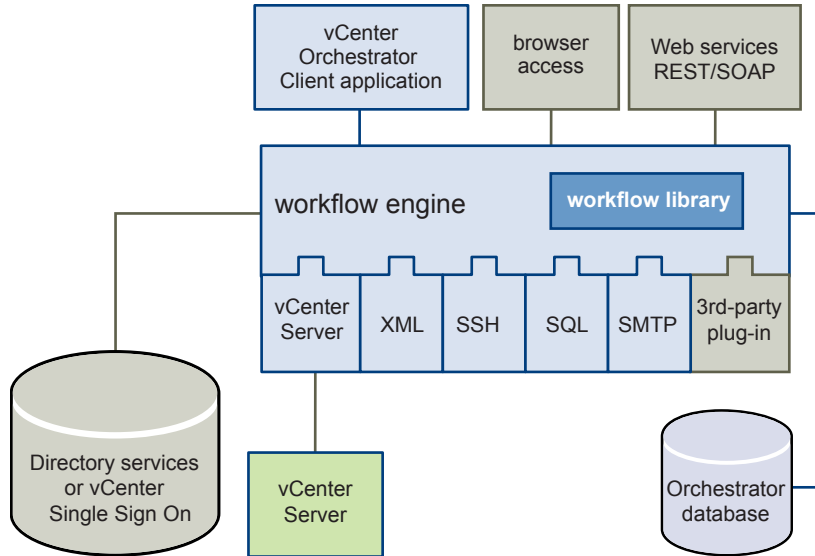 vCenter
Orchestrator
Client application
browser
access
Web services
REST/SOAP
workflow engine
workflow library
vCenter
Server
XML
SSH
SQL
SMTP
3rd-party
plug-in
Directory services
or vCenter
Single Sign On
vCenter
Server
Orchestrator
database